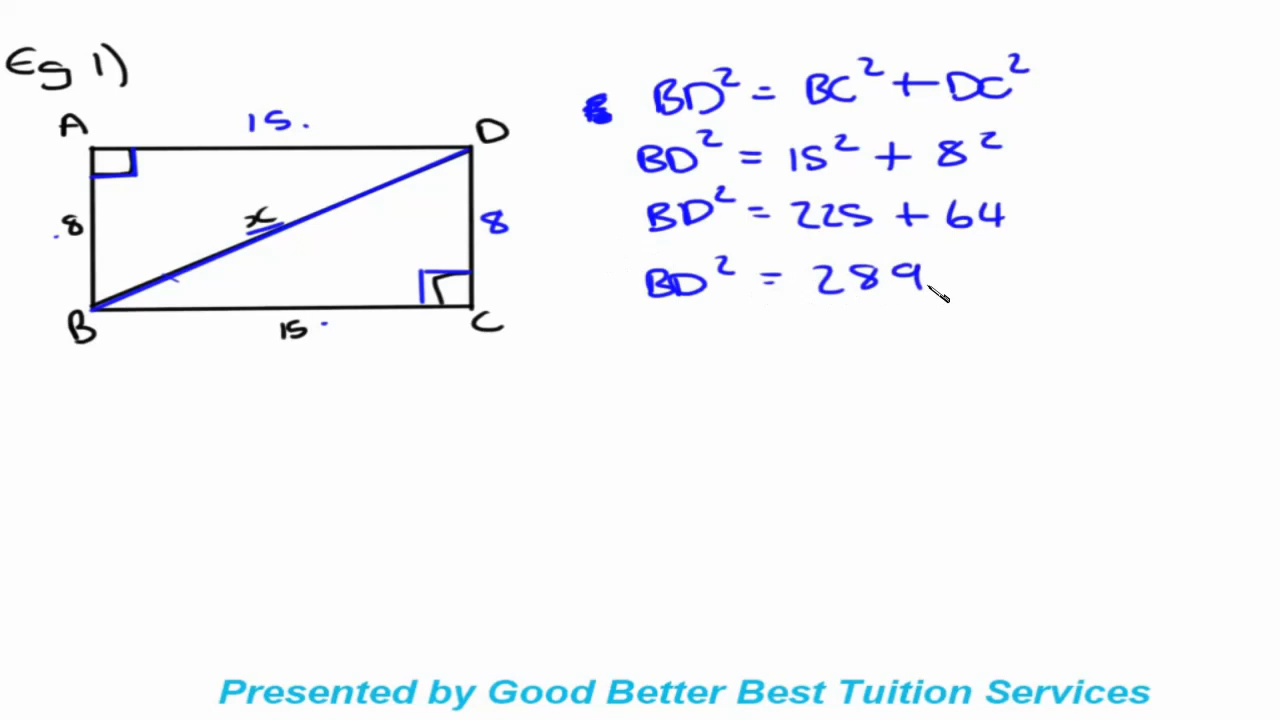 Eg 1)
A 15. D
8 x 8
B 15 C
BD² = BC² + DC²
BD² = 15² + 8²
BD² = 225 + 64
BD² = 289
Presented by Good Better Best Tuition Services